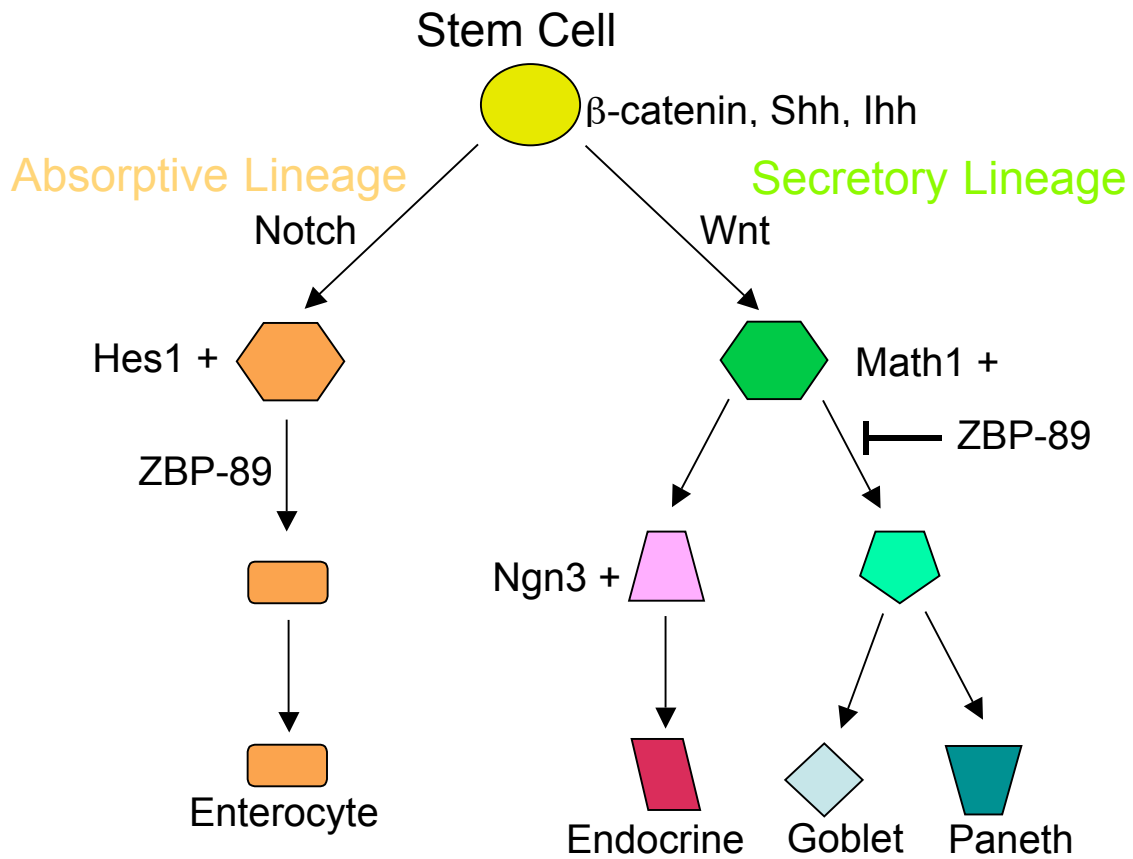 Stem Cell
β-catenin, Shh, Ihh
Absorptive Lineage
Secretory Lineage
Notch
Wnt
Hes1 +
Math1 +
ZBP-89
ZBP-89
Ngn3 +
Enterocyte
Endocrine
Goblet
Paneth